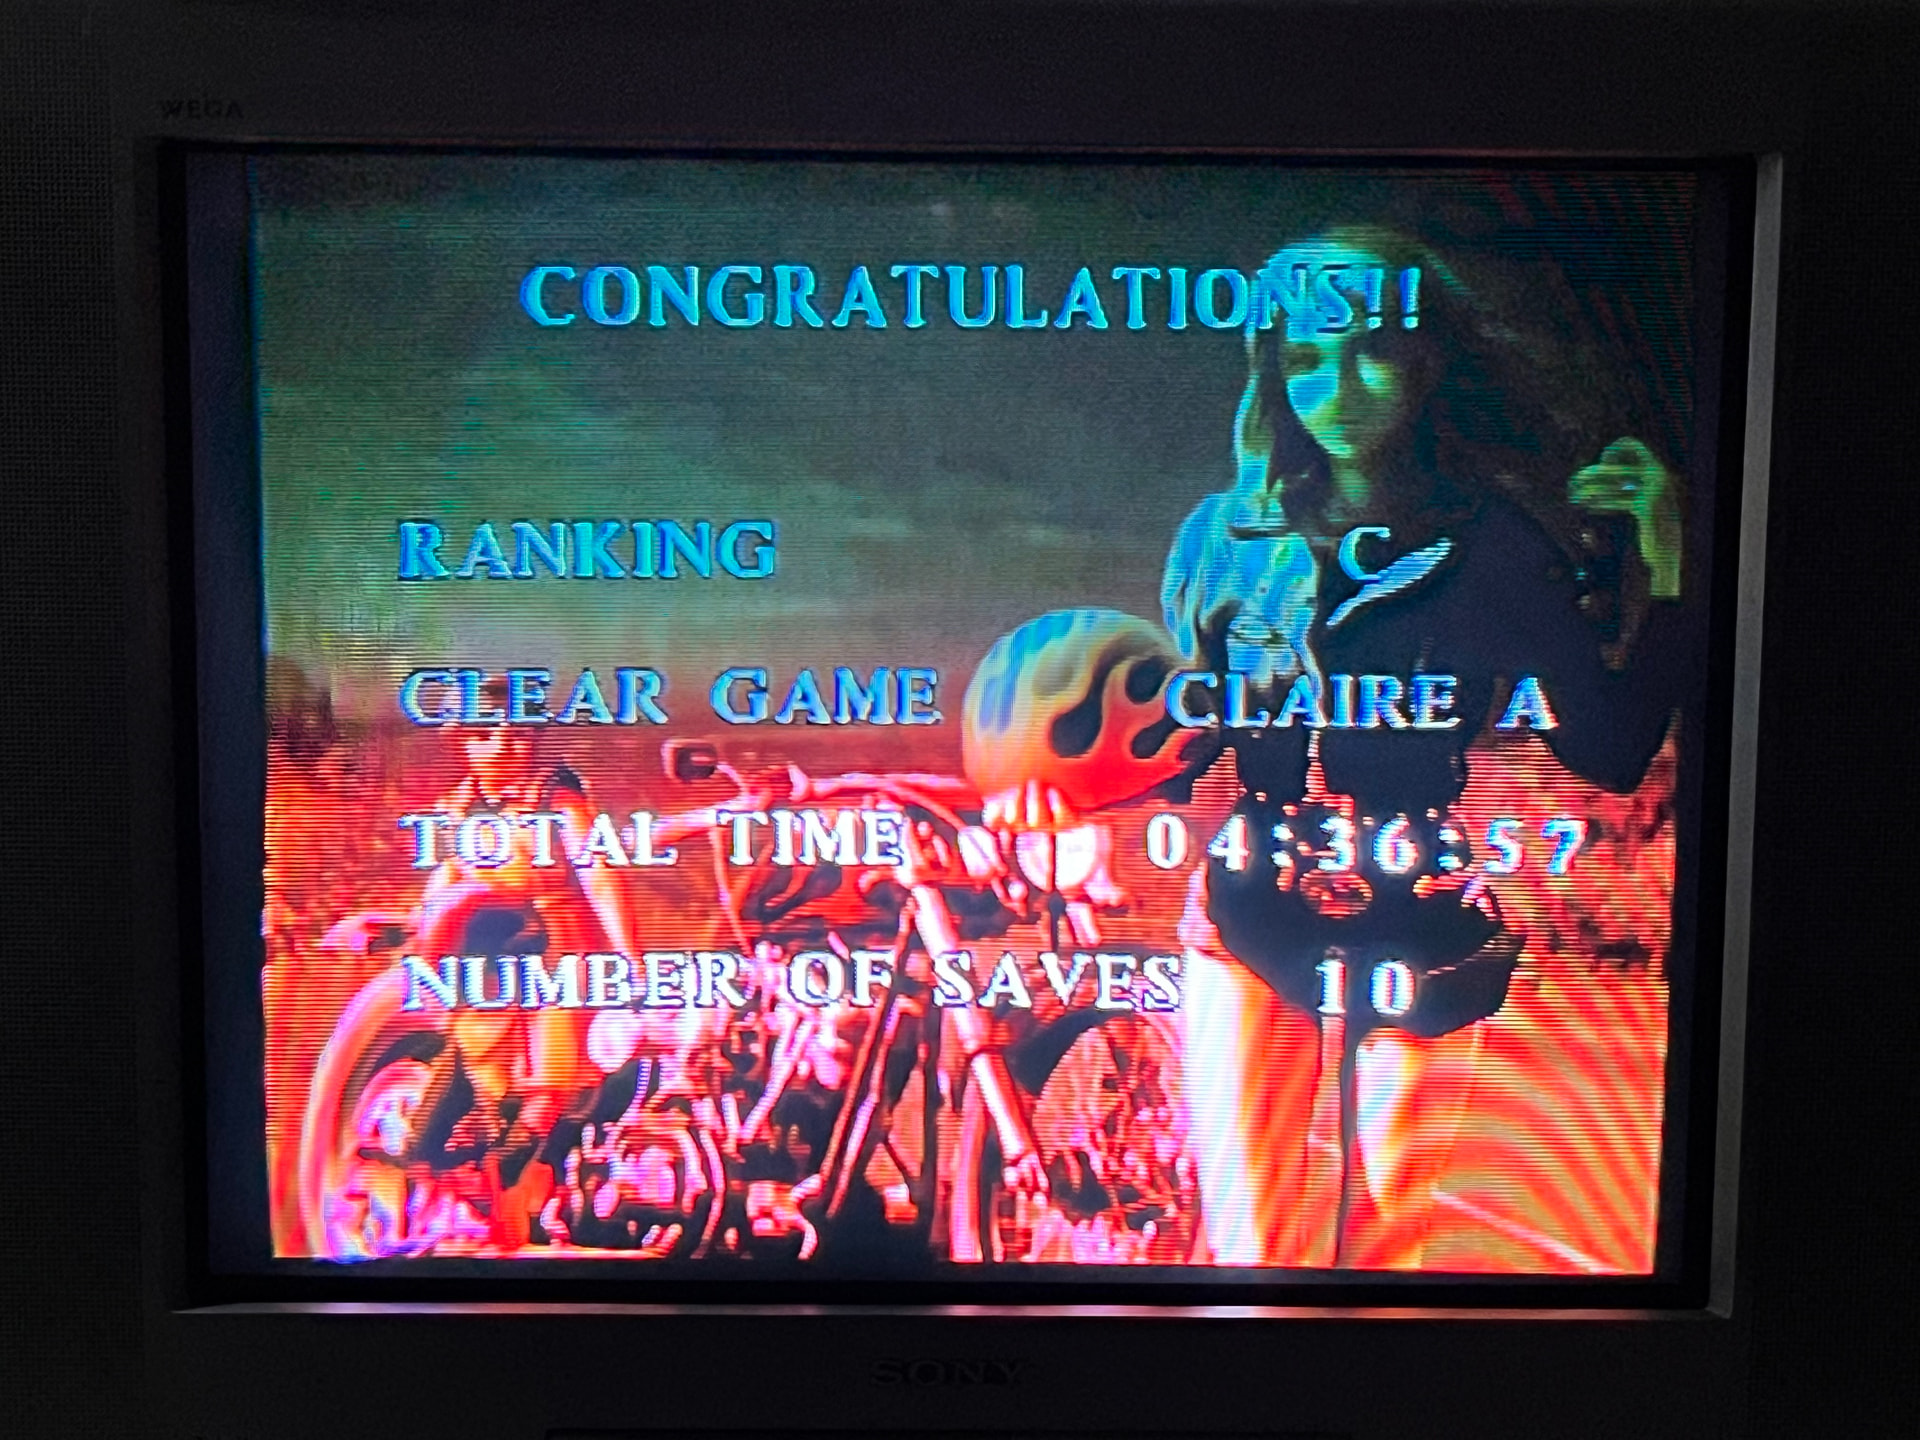 WEGA
CONGRATULATIONS!!
RANKING C
CLEAR GAME CLAIRE A
TOTAL TIME 04:36:57
NUMBER OF SAVES 10
SONY